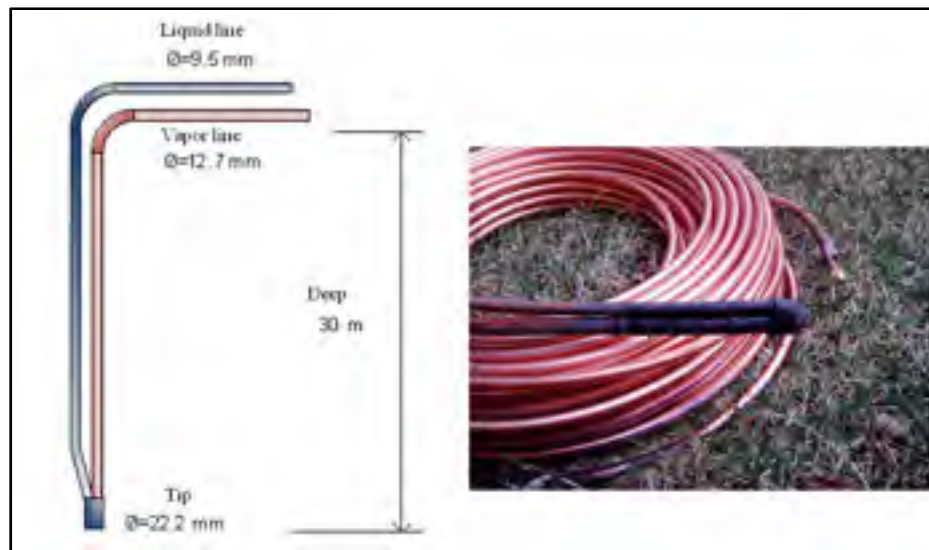 Liquid line
Ø=9.5 mm
Vapor line
Ø=12.7 mm
Deep
30 m
Tip
Ø=22.2 mm